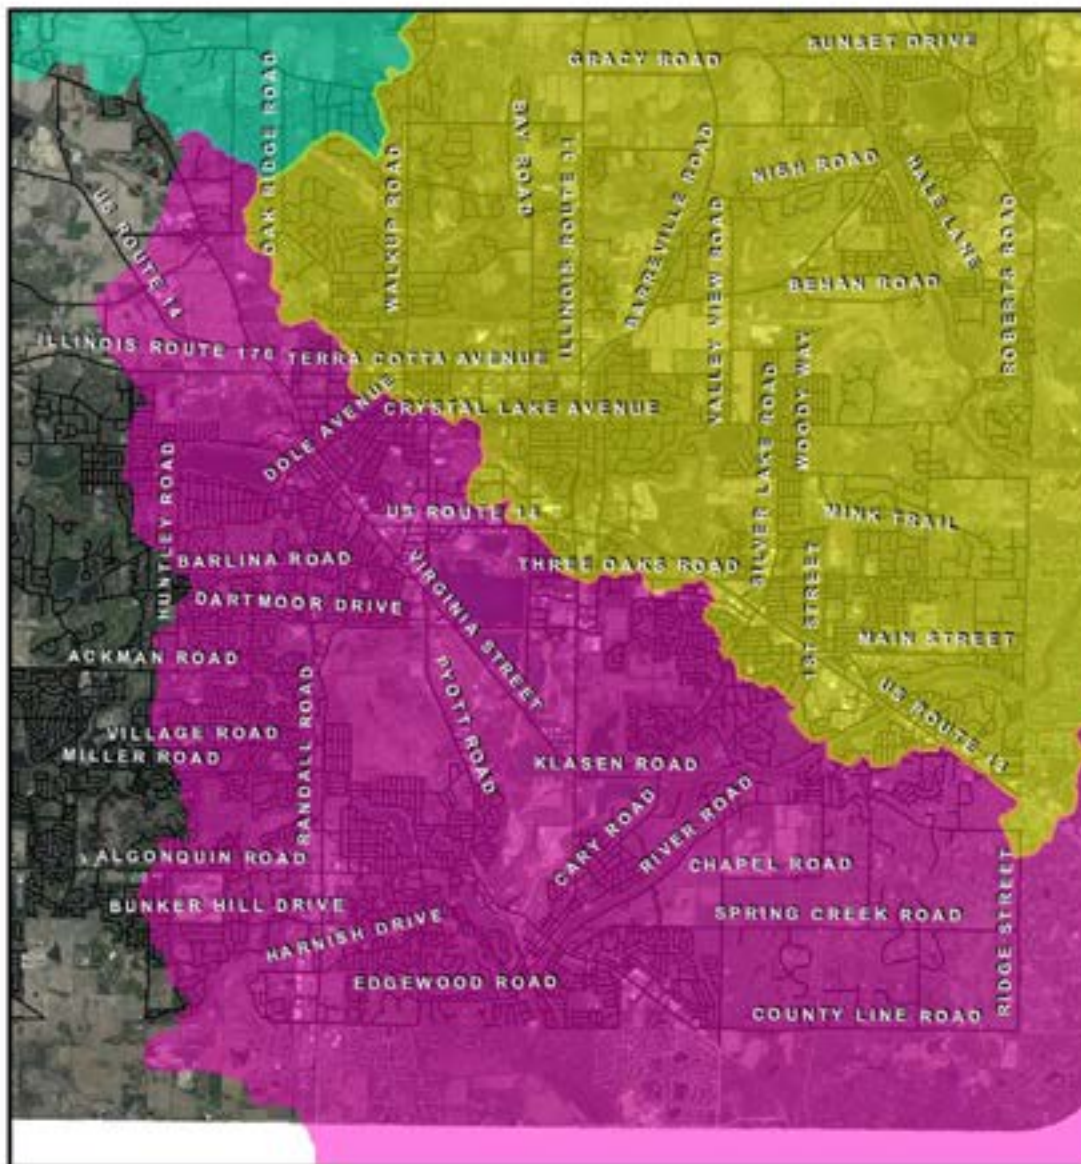 SUNSET DRIVE
GRACY ROAD
OAK RIDGE ROAD
BAY ROAD
WALKUP ROAD
ILLINOIS ROUTE 31
BARREVILLE ROAD
NISH ROAD
HALE LANE
US ROUTE 14
VALLEY VIEW ROAD
ROBERTA ROAD
BEHAN ROAD
ILLINOIS ROUTE 176
TERRA COTTA AVENUE
DOLE AVENUE
CRYSTAL LAKE AVENUE
SILVER LAKE ROAD
WOODY WAY
HUNTLEY ROAD
US ROUTE 14
MINK TRAIL
BARLINA ROAD
VIRGINIA STREET
THREE OAKS ROAD
1ST STREET
DARTMOOR DRIVE
MAIN STREET
ACKMAN ROAD
RANDALL ROAD
PYOTT ROAD
US ROUTE 14
VILLAGE ROAD
MILLER ROAD
KLASEN ROAD
CARY ROAD
RIVER ROAD
ALGONQUIN ROAD
CHAPEL ROAD
BUNKER HILL DRIVE
HARNISH DRIVE
SPRING CREEK ROAD
RIDGE STREET
EDGEWOOD ROAD
COUNTY LINE ROAD